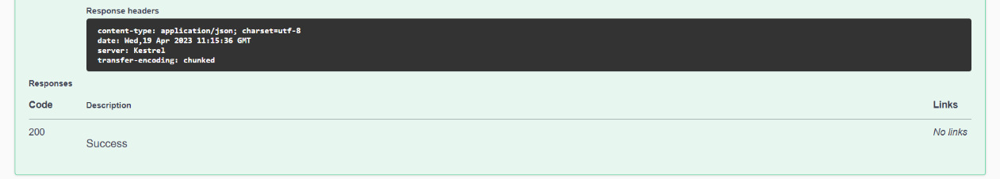 Response headers
content-type: application/json; charset=utf-8
date: Wed,19 Apr 2023 11:15:36 GMT
server: Kestrel
transfer-encoding: chunked
Responses
Code Description Links
200 No links
Success